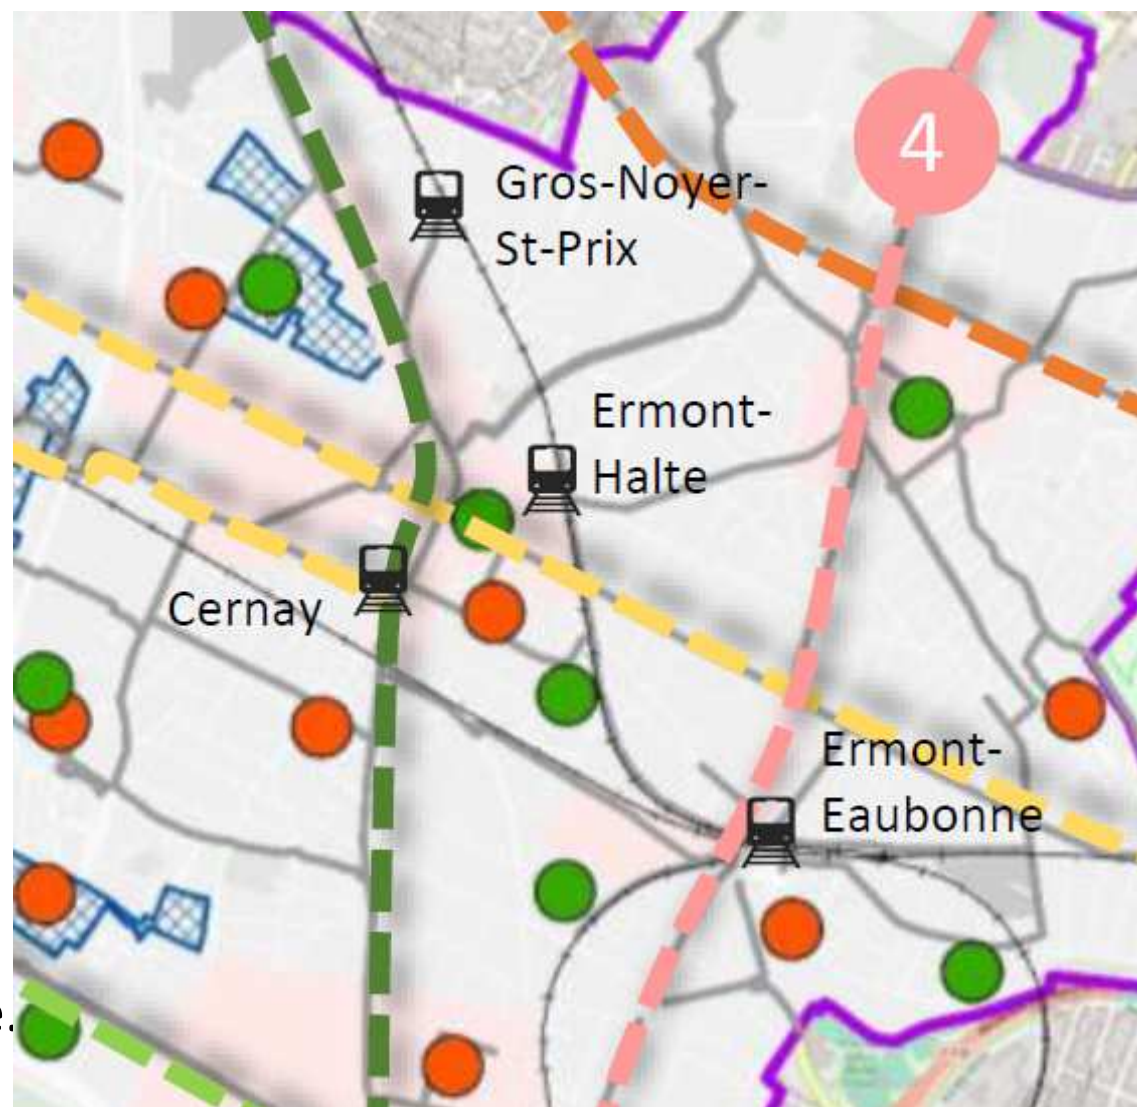 4
Gros-Noyer-
St-Prix
Ermont-
Halte
Cernay
Ermont-
Eaubonne
e.